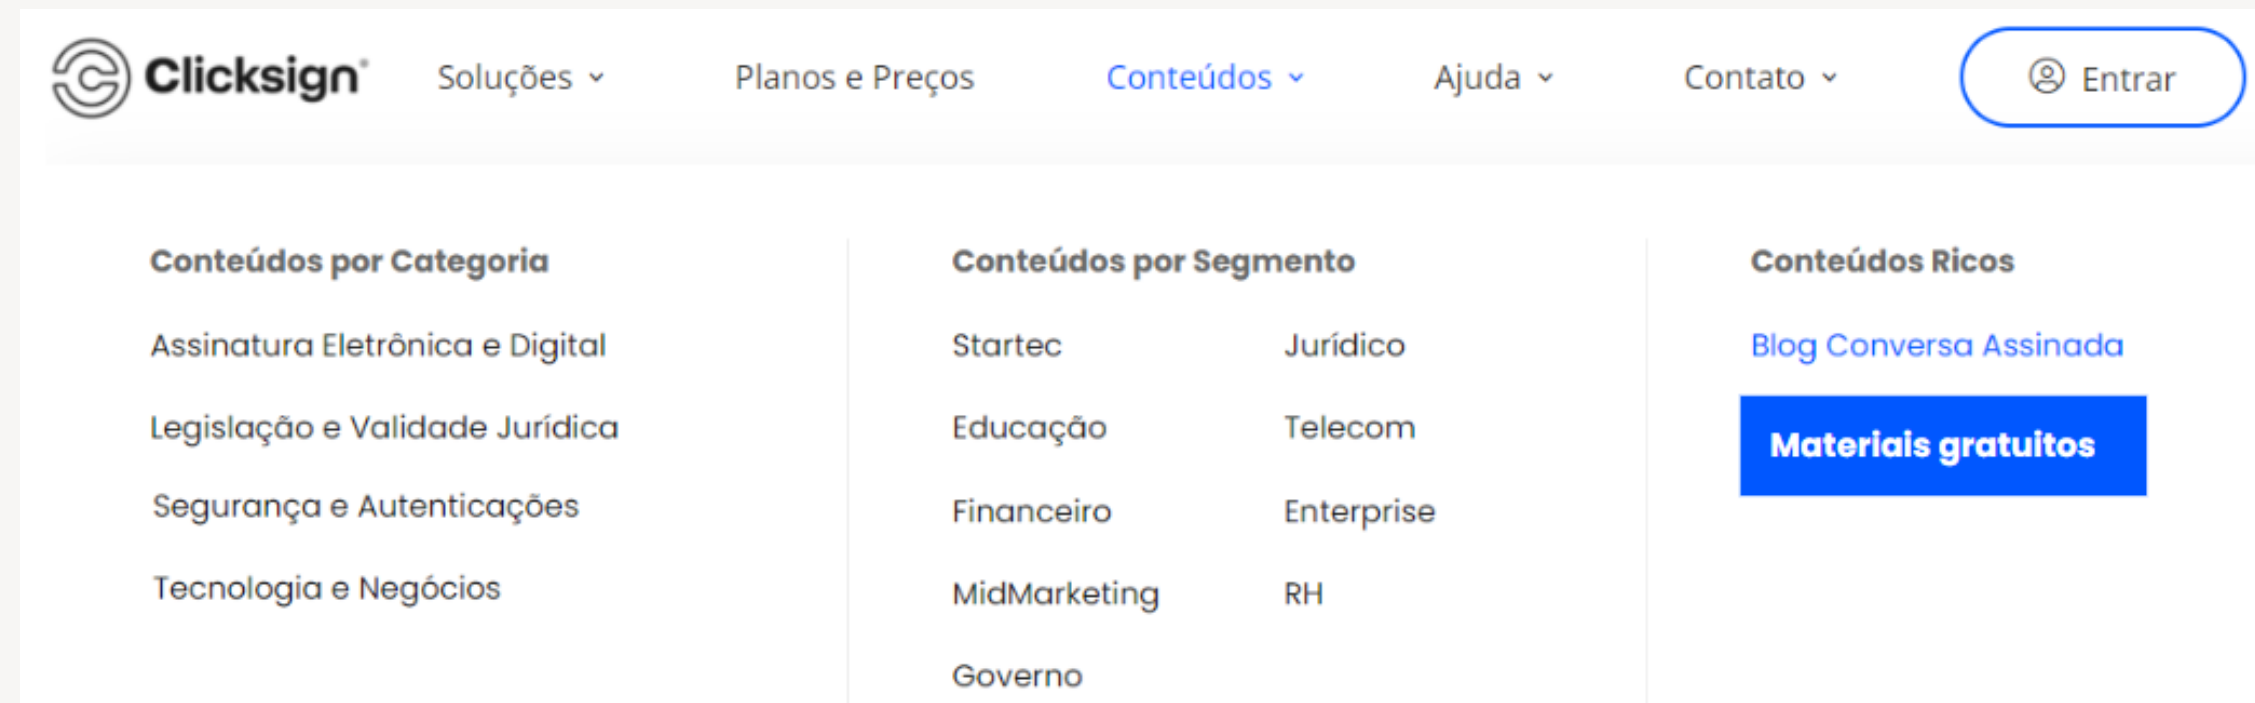 Clicksign® Soluções Planos e Preços Conteúdos Ajuda Contato Entrar
Conteúdos por Categoria
Assinatura Eletrônica e Digital
Legislação e Validade Jurídica
Segurança e Autenticações
Tecnologia e Negócios
Conteúdos por Segmento
Startec
Educação
Financeiro
MidMarketing
Governo
Jurídico
Telecom
Enterprise
RH
Conteúdos Ricos
Blog Conversa Assinada
Materiais gratuitos